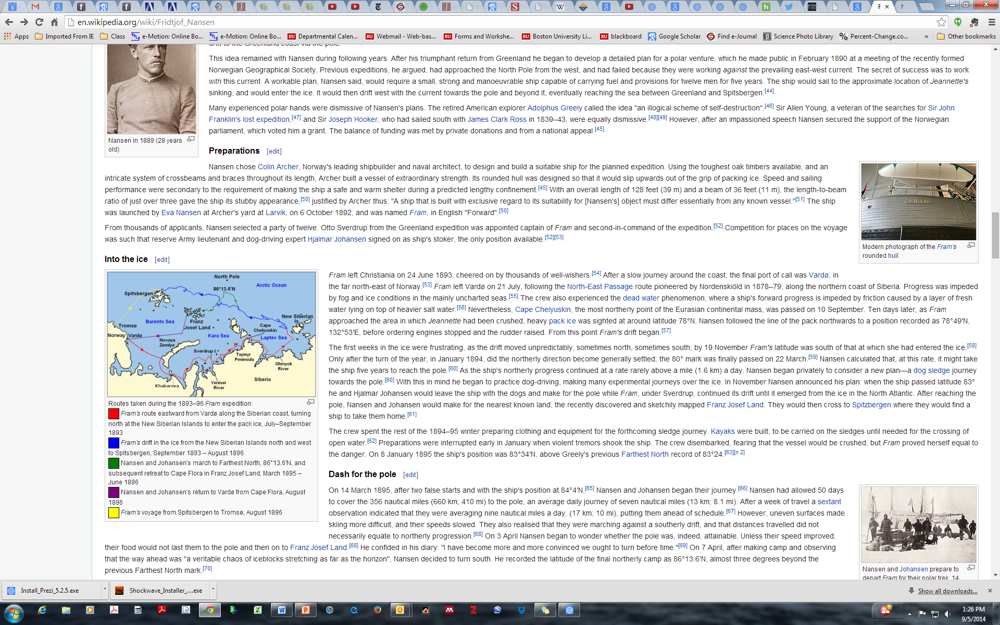 en.wikipedia.org/wiki/Fridtjof_Nansen
Apps Imported From IE Class e-Motion: Online Bo... e-Motion: Online Bo... Departmental Calen... Webmail - Web-bas... Forms and Workshe... Boston University Li... blackboard Google Scholar Find e-Journal Science Photo Library Percent-Change.co... » Other bookmarks
drift to the Greenland coast via the pole.
This idea remained with Nansen during following years. After his triumphant return from Greenland he began to develop a detailed plan for a polar venture, which he made public in February 1890 at a meeting of the recently formed
Norwegian Geographical Society. Previous expeditions, he argued, had approached the North Pole from the west, and had failed because they were working against the prevailing east-west current. The secret of success was to work
with this current. A workable plan, Nansen said, would require a small, strong and manoeuvrable ship capable of carrying fuel and provisions for twelve men for five years. The ship would sail to the approximate location of Jeannette's
sinking, and would enter the ice. It would then drift west with the current towards the pole and beyond it, eventually reaching the sea between Greenland and Spitsbergen.[44]
Many experienced polar hands were dismissive of Nansen's plans. The retired American explorer Adolphus Greely called the idea "an illogical scheme of self-destruction".[46] Sir Allen Young, a veteran of the searches for Sir John
Franklin's lost expedition,[47] and Sir Joseph Hooker, who had sailed south with James Clark Ross in 1839–43, were equally dismissive.[48][49] However, after an impassioned speech Nansen secured the support of the Norwegian
parliament, which voted him a grant. The balance of funding was met by private donations and from a national appeal.[45]
Nansen in 1889 (28 years
old)
Preparations [edit]
Nansen chose Colin Archer, Norway's leading shipbuilder and naval architect, to design and build a suitable ship for the planned expedition. Using the toughest oak timbers available, and an
intricate system of crossbeams and braces throughout its length, Archer built a vessel of extraordinary strength. Its rounded hull was designed so that it would slip upwards out of the grip of packing ice. Speed and sailing
performance were secondary to the requirement of making the ship a safe and warm shelter during a predicted lengthy confinement.[45] With an overall length of 128 feet (39 m) and a beam of 36 feet (11 m), the length-to-beam
ratio of just over three gave the ship its stubby appearance,[50] justified by Archer thus: "A ship that is built with exclusive regard to its suitability for [Nansen's] object must differ essentially from any known vessel."[51] The ship
was launched by Eva Nansen at Archer's yard at Larvik, on 6 October 1892, and was named Fram, in English "Forward".[50]
From thousands of applicants, Nansen selected a party of twelve. Otto Sverdrup from the Greenland expedition was appointed captain of Fram and second-in-command of the expedition.[52] Competition for places on the voyage
was such that reserve Army lieutenant and dog-driving expert Hjalmar Johansen signed on as ship's stoker, the only position available.[52][53]
FRAM
Modern photograph of the Fram's
rounded hull
Into the ice [edit]
North Pole
86°13.6'N
Arctic Ocean
Spitsbergen
Barents Sea
Franz
Josef Land
New Siberian
Is.
Tromsø
Cape
Chelyuskin
Norway Vardø
Kara Sea
Laptev Sea
Novaya
Zemlya
Sverdrup I.
Taymyr
Peninsula
Olenyok
River
Siberia
Khabarova
Yenisei
River
Routes taken during the 1893–96 Fram expedition:
Fram's route eastward from Vardø along the Siberian coast, turning
north at the New Siberian Islands to enter the pack ice, July–September
1893
Fram's drift in the ice from the New Siberian Islands north and west
to Spitsbergen, September 1893 – August 1896
Nansen and Johansen's march to Farthest North, 86°13.6′N, and
subsequent retreat to Cape Flora in Franz Josef Land, March 1895 –
June 1896
Nansen and Johansen's return to Vardø from Cape Flora, August
1896
Fram's voyage from Spitsbergen to Tromsø, August 1896
Fram left Christiania on 24 June 1893, cheered on by thousands of well-wishers.[54] After a slow journey around the coast, the final port of call was Vardø, in
the far north-east of Norway.[53] Fram left Vardø on 21 July, following the North-East Passage route pioneered by Nordenskiöld in 1878–79, along the northern coast of Siberia. Progress was impeded
by fog and ice conditions in the mainly uncharted seas.[55] The crew also experienced the dead water phenomenon, where a ship's forward progress is impeded by friction caused by a layer of fresh
water lying on top of heavier salt water.[56] Nevertheless, Cape Chelyuskin, the most northerly point of the Eurasian continental mass, was passed on 10 September. Ten days later, as Fram
approached the area in which Jeannette had been crushed, heavy pack ice was sighted at around latitude 78°N. Nansen followed the line of the pack northwards to a position recorded as 78°49′N,
132°53′E, before ordering engines stopped and the rudder raised. From this point Fram's drift began.[57]
The first weeks in the ice were frustrating, as the drift moved unpredictably, sometimes north, sometimes south; by 19 November Fram's latitude was south of that at which she had entered the ice.[58]
Only after the turn of the year, in January 1894, did the northerly direction become generally settled; the 80° mark was finally passed on 22 March.[59] Nansen calculated that, at this rate, it might take
the ship five years to reach the pole.[60] As the ship's northerly progress continued at a rate rarely above a mile (1.6 km) a day, Nansen began privately to consider a new plan—a dog sledge journey
towards the pole.[60] With this in mind he began to practice dog-driving, making many experimental journeys over the ice. In November Nansen announced his plan: when the ship passed latitude 83°
he and Hjalmar Johansen would leave the ship with the dogs and make for the pole while Fram, under Sverdrup, continued its drift until it emerged from the ice in the North Atlantic. After reaching the
pole, Nansen and Johansen would make for the nearest known land, the recently discovered and sketchily mapped Franz Josef Land. They would then cross to Spitzbergen where they would find a
ship to take them home.[61]
The crew spent the rest of the 1894–95 winter preparing clothing and equipment for the forthcoming sledge journey. Kayaks were built, to be carried on the sledges until needed for the crossing of
open water.[62] Preparations were interrupted early in January when violent tremors shook the ship. The crew disembarked, fearing that the vessel would be crushed, but Fram proved herself equal to
the danger. On 8 January 1895 the ship's position was 83°34′N, above Greely's previous Farthest North record of 83°24.[63][n 2]
Dash for the pole [edit]
On 14 March 1895, after two false starts and with the ship's position at 84°4′N,[65] Nansen and Johansen began their journey.[66] Nansen had allowed 50 days
to cover the 356 nautical miles (660 km; 410 mi) to the pole, an average daily journey of seven nautical miles (13 km; 8.1 mi). After a week of travel a sextant
observation indicated that they were averaging nine nautical miles a day, (17 km; 10 mi), putting them ahead of schedule.[67] However, uneven surfaces made
skiing more difficult, and their speeds slowed. They also realised that they were marching against a southerly drift, and that distances travelled did not
necessarily equate to northerly progression.[68] On 3 April Nansen began to wonder whether the pole was, indeed, attainable. Unless their speed improved,
their food would not last them to the pole and then on to Franz Josef Land.[68] He confided in his diary: "I have become more and more convinced we ought to turn before time."[69] On 7 April, after making camp and observing
that the way ahead was "a veritable chaos of iceblocks stretching as far as the horizon", Nansen decided to turn south. He recorded the latitude of the final northerly camp as 86°13.6′N, almost three degrees beyond the
previous Farthest North mark.[70]
Nansen and Johansen prepare to
depart Fram for their polar trek, 14
Install_Prezi_5.2.5.exe Shockwave_Installer_....exe Show all downloads...
1:26 PM
9/5/2014